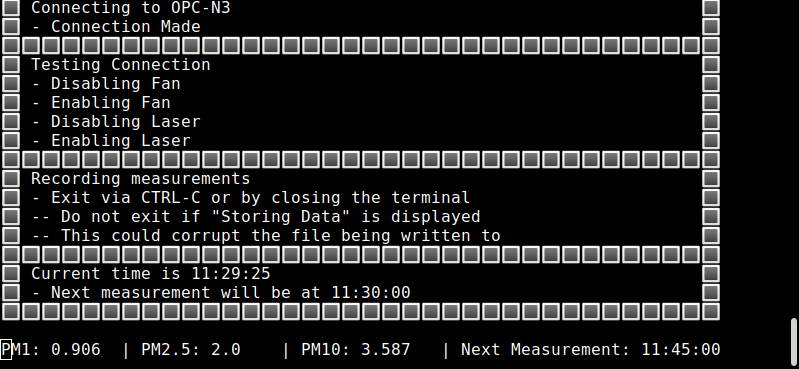 Connecting to OPC-N3
- Connection Made
Testing Connection
- Disabling Fan
- Enabling Fan
- Disabling Laser
- Enabling Laser
Recording measurements
- Exit via CTRL-C or by closing the terminal
-- Do not exit if "Storing Data" is displayed
-- This could corrupt the file being written to
Current time is 11:29:25
- Next measurement will be at 11:30:00
PM1: 0.906 | PM2.5: 2.0 | PM10: 3.587 | Next Measurement: 11:45:00